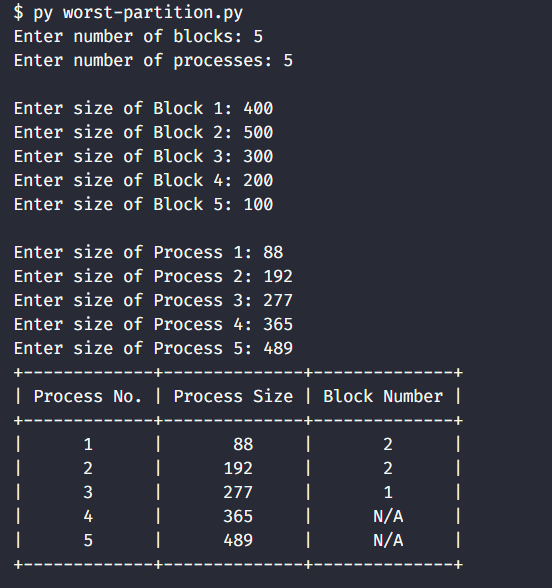 $ py worst-partition.py
Enter number of blocks: 5
Enter number of processes: 5
Enter size of Block 1: 400
Enter size of Block 2: 500
Enter size of Block 3: 300
Enter size of Block 4: 200
Enter size of Block 5: 100
Enter size of Process 1: 88
Enter size of Process 2: 192
Enter size of Process 3: 277
Enter size of Process 4: 365
Enter size of Process 5: 489
+-------------+--------------+--------------+
| Process No. | Process Size | Block Number |
+-------------+--------------+--------------+
|      1      |      88      |      2       |
|      2      |     192      |      2       |
|      3      |     277      |      1       |
|      4      |     365      |     N/A      |
|      5      |     489      |     N/A      |
+-------------+--------------+--------------+